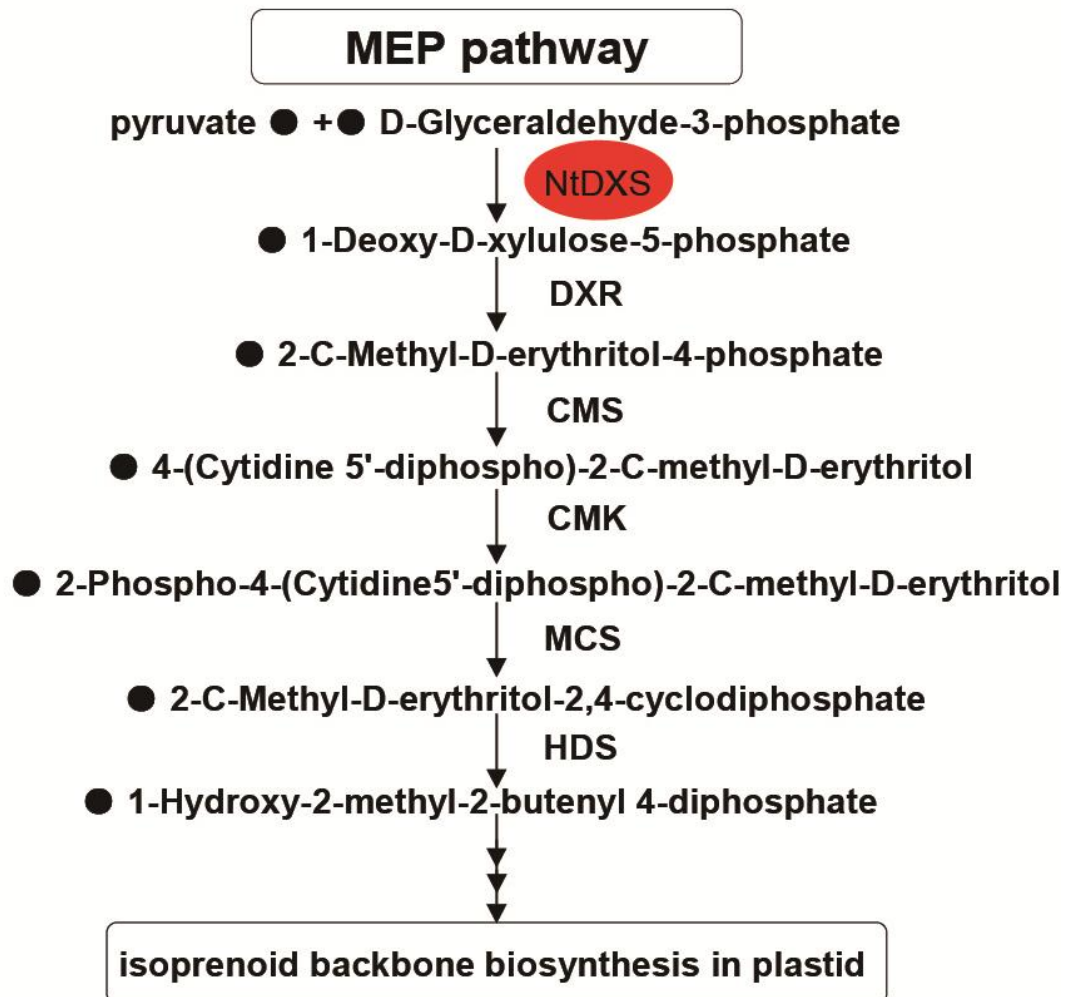 MEP pathway
pyruvate ● +● D-Glyceraldehyde-3-phosphate
NtDXS
● 1-Deoxy-D-xylulose-5-phosphate
DXR
● 2-C-Methyl-D-erythritol-4-phosphate
CMS
● 4-(Cytidine 5'-diphospho)-2-C-methyl-D-erythritol
CMK
● 2-Phospho-4-(Cytidine5'-diphospho)-2-C-methyl-D-erythritol
MCS
● 2-C-Methyl-D-erythritol-2,4-cyclodiphosphate
HDS
● 1-Hydroxy-2-methyl-2-butenyl 4-diphosphate
isoprenoid backbone biosynthesis in plastid